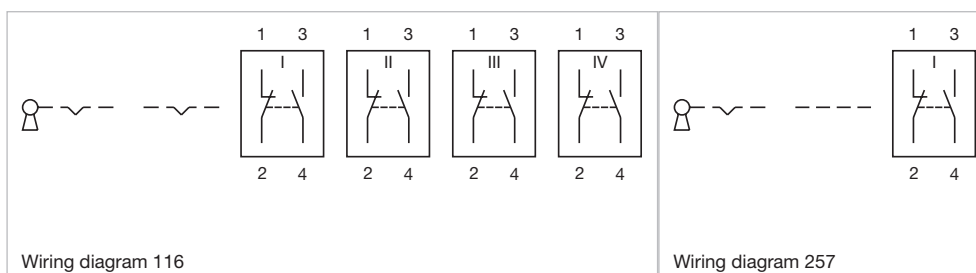 1 3 1 3 1 3 1 3
I II III IV
2 4 2 4 2 4 2 4
Wiring diagram 116
1 3
I
2 4
Wiring diagram 257